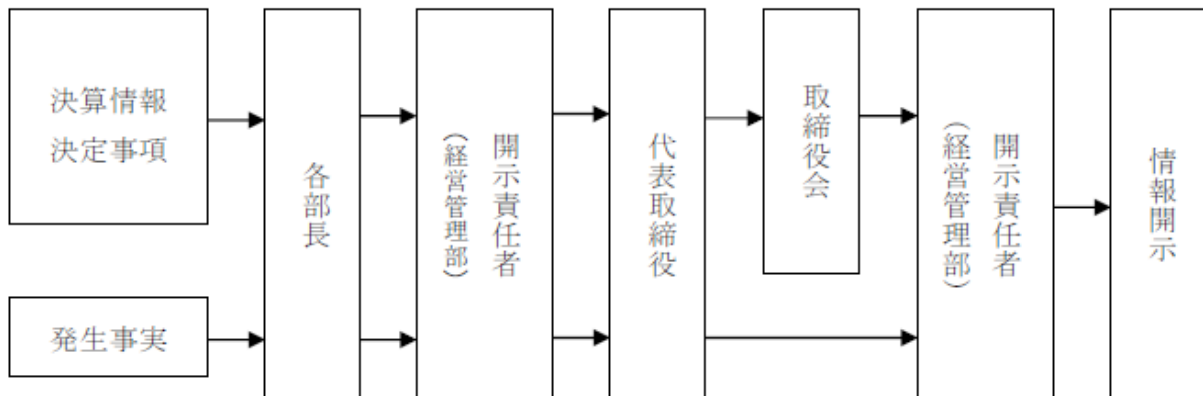 決算情報
決定事項
発生事実
各部長
開示責任者
(経営管理部)
代表取締役
取締役会
開示責任者
(経営管理部)
情報開示